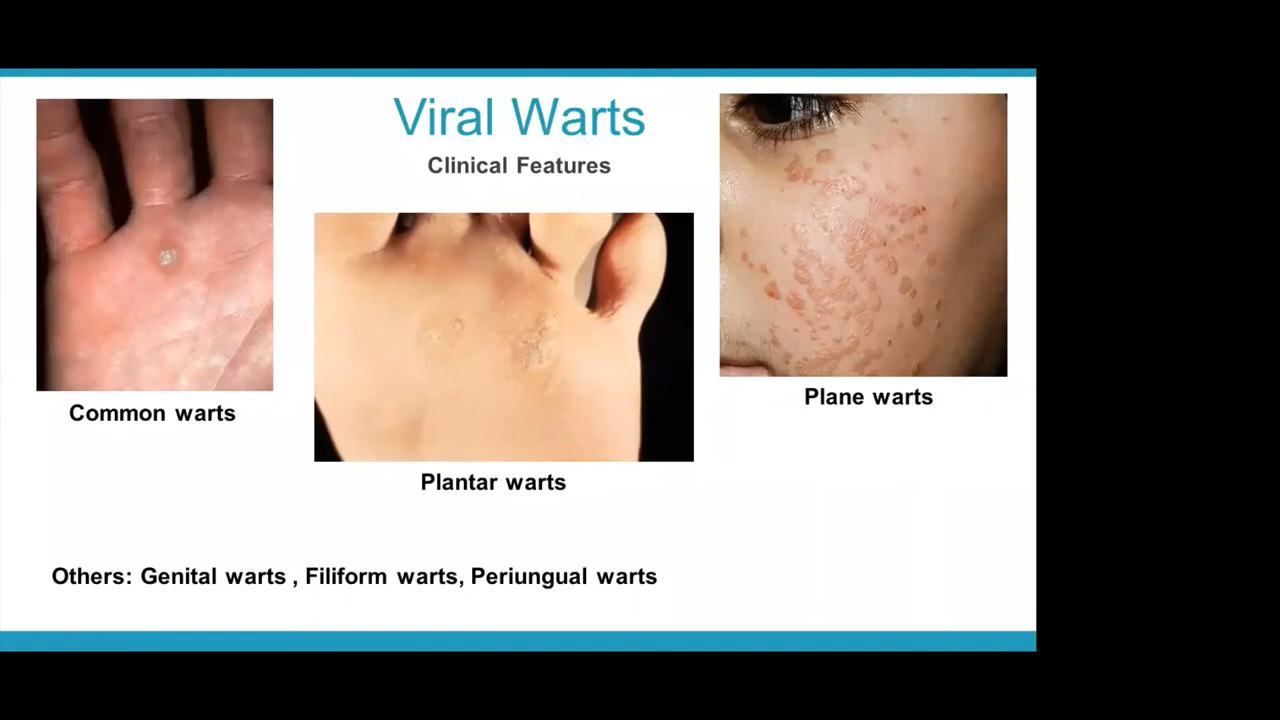 Viral Warts
Clinical Features
Common warts
Plantar warts
Plane warts
Others: Genital warts , Filiform warts, Periungual warts